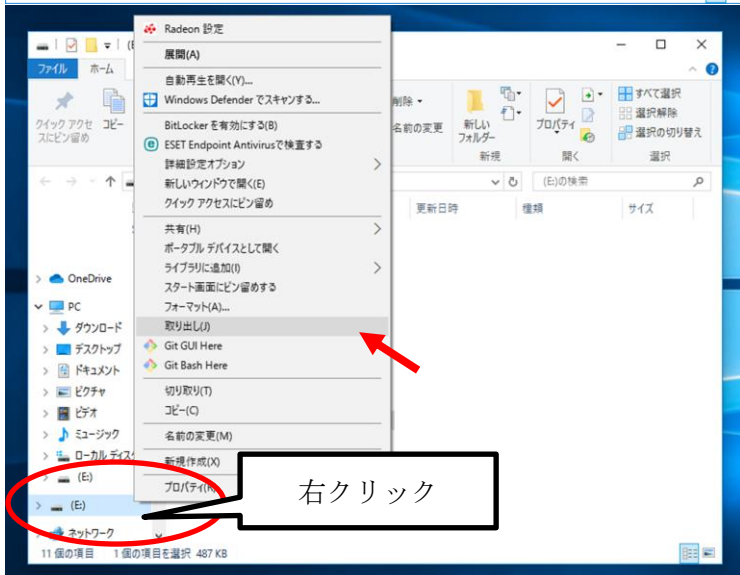 Radeon 設定
展開(A)
ファイル ホーム
自動再生を開く(Y)...
Windows Defender でスキャンする...
BitLocker を有効にする(B)
ESET Endpoint Antivirusで検査する
詳細設定オプション
新しいウィンドウで開く(E)
クイック アクセスにピン留め
クイック アクセ
スにピン留め
コピー
削除
名前の変更
新しい
フォルダー
新規
プロパティ
開く
すべて選択
選択解除
選択の切り替え
選択
(E:)の検索
更新日時 種類 サイズ
共有(H)
ポータブル デバイスとして開く
ライブラリに追加(I)
スタート画面にピン留めする
フォーマット(A)...
取り出し(J)
Git GUI Here
Git Bash Here
切り取り(T)
コピー(C)
名前の変更(M)
新規作成(X)
プロパティ(R)
OneDrive
PC
ダウンロード
デスクトップ
ドキュメント
ピクチャ
ビデオ
ミュージック
ローカル ディス
(E:)
(E:)
ネットワーク
右クリック
11 個の項目 1 個の項目を選択 487 KB